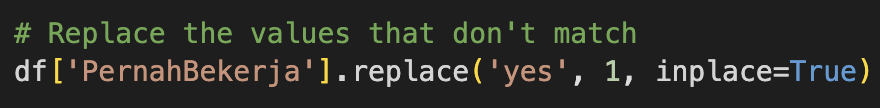 # Replace the values that don't match
df['PernahBekerja'].replace('yes', 1, inplace=True)